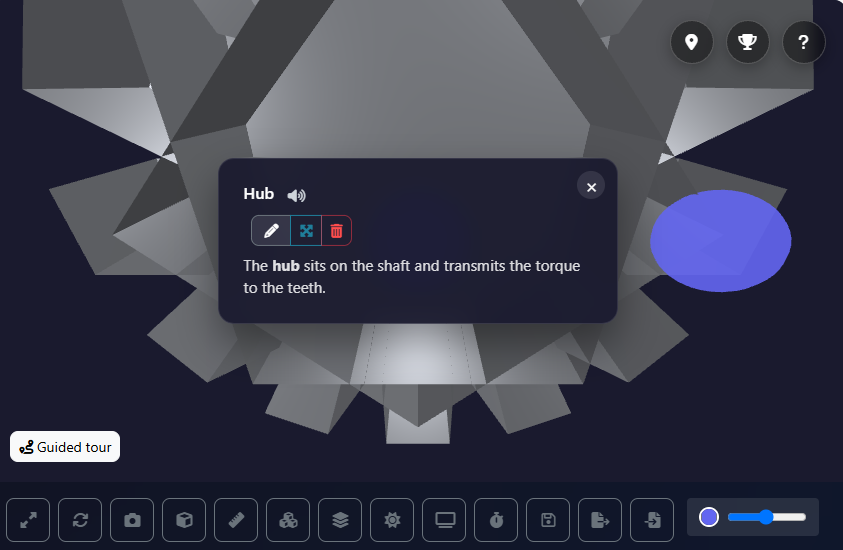 ?
Hub
The hub sits on the shaft and transmits the torque
to the teeth.
Guided tour